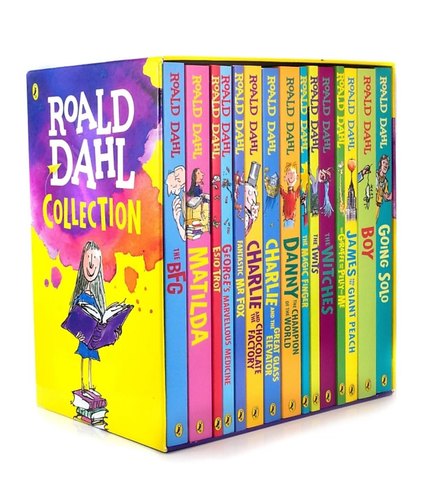 ROALD
DAHL
COLLECTION
ROALD DAHL
THE BFG
ROALD DAHL
MATILDA
ROALD DAHL
ESIO TROT
ROALD DAHL
GEORGE'S MARVELLOUS MEDICINE
ROALD DAHL
FANTASTIC MR FOX
ROALD DAHL
CHARLIE
AND THE CHOCOLATE
FACTORY
ROALD DAHL
CHARLIE
AND THE GREAT GLASS
ELEVATOR
ROALD DAHL
DANNY
THE CHAMPION
OF THE WORLD
ROALD DAHL
THE MAGIC FINGER
ROALD DAHL
THE TWITS
ROALD DAHL
THE WITCHES
ROALD DAHL
ROALD DAHL
JAMES AND THE GIANT PEACH
ROALD DAHL
BOY
ROALD DAHL
GOING SOLO